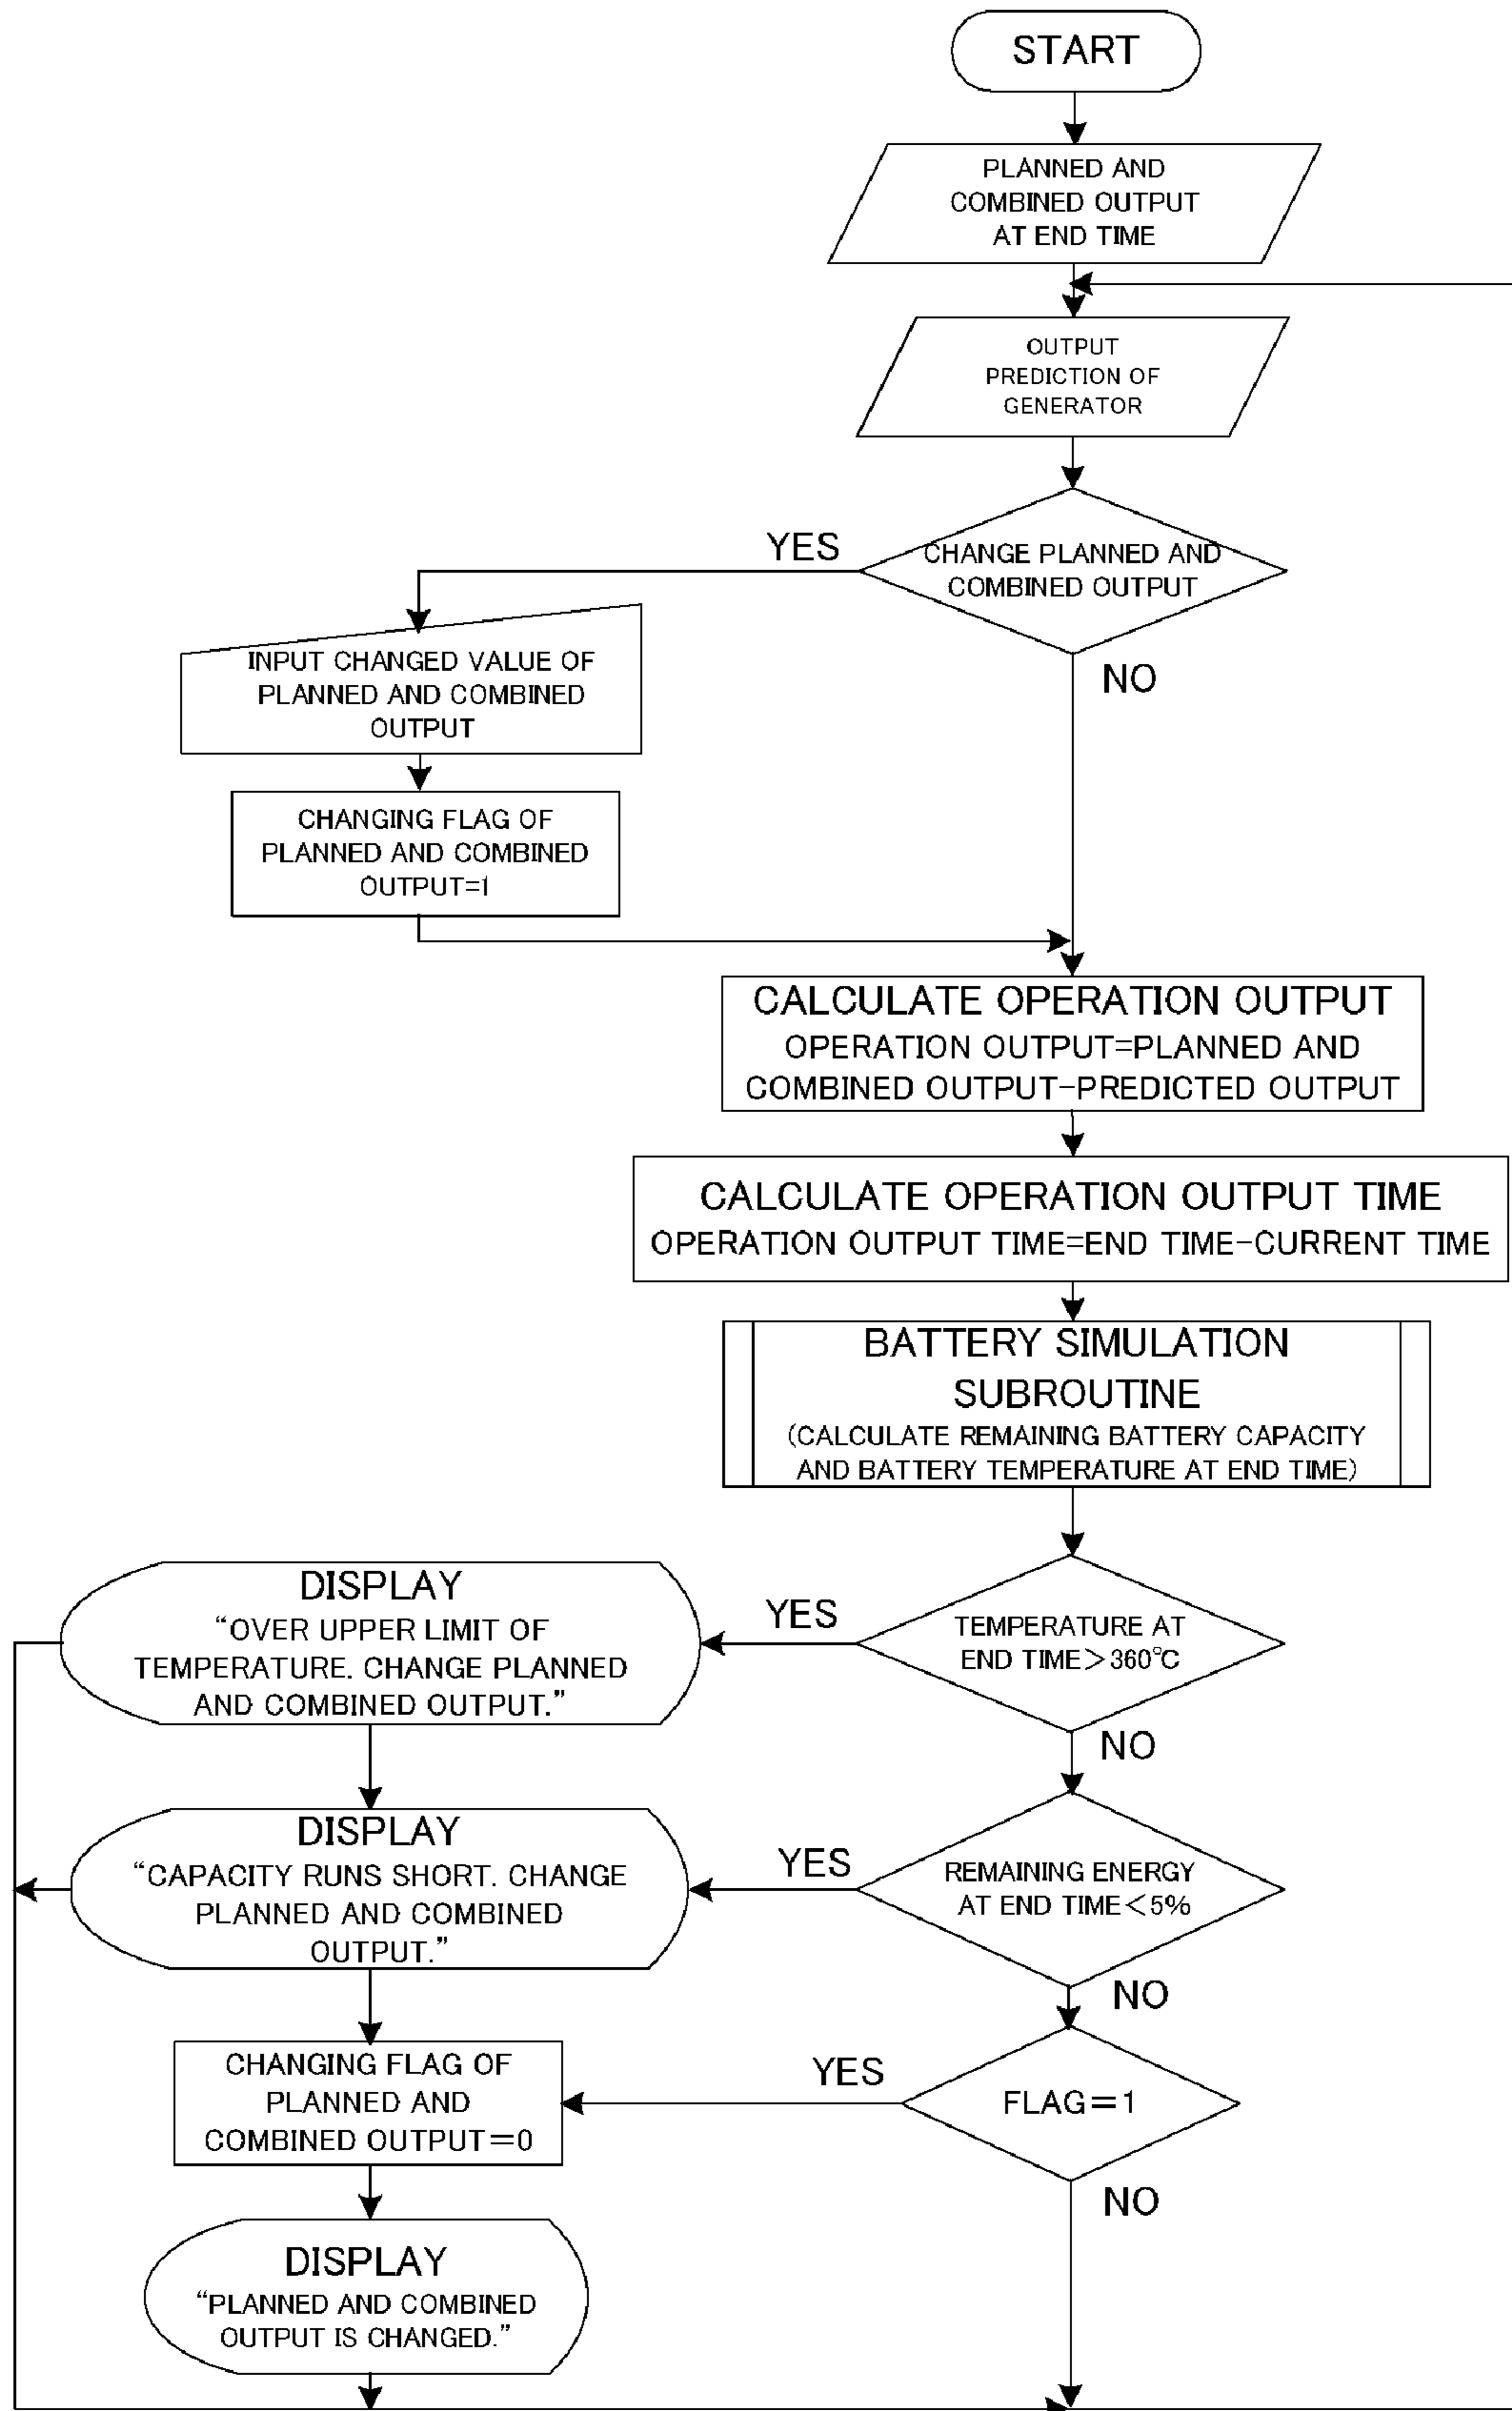 START
PLANNED AND
COMBINED OUTPUT
AT END TIME
OUTPUT
PREDICTION OF
GENERATOR
YES
CHANGE PLANNED AND
COMBINED OUTPUT
NO
INPUT CHANGED VALUE OF
PLANNED AND COMBINED
OUTPUT
CHANGING FLAG OF
PLANNED AND COMBINED
OUTPUT=1
CALCULATE OPERATION OUTPUT
OPERATION OUTPUT=PLANNED AND
COMBINED OUTPUT-PREDICTED OUTPUT
CALCULATE OPERATION OUTPUT TIME
OPERATION OUTPUT TIME=END TIME-CURRENT TIME
BATTERY SIMULATION
SUBROUTINE
(CALCULATE REMAINING BATTERY CAPACITY
AND BATTERY TEMPERATURE AT END TIME)
DISPLAY
“OVER UPPER LIMIT OF
TEMPERATURE. CHANGE PLANNED
AND COMBINED OUTPUT.”
YES
TEMPERATURE AT
END TIME＞360℃
NO
DISPLAY
“CAPACITY RUNS SHORT. CHANGE
PLANNED AND COMBINED
OUTPUT.”
YES
REMAINING ENERGY
AT END TIME＜5%
NO
CHANGING FLAG OF
PLANNED AND
COMBINED OUTPUT＝0
YES
FLAG＝1
NO
DISPLAY
“PLANNED AND COMBINED
OUTPUT IS CHANGED.”